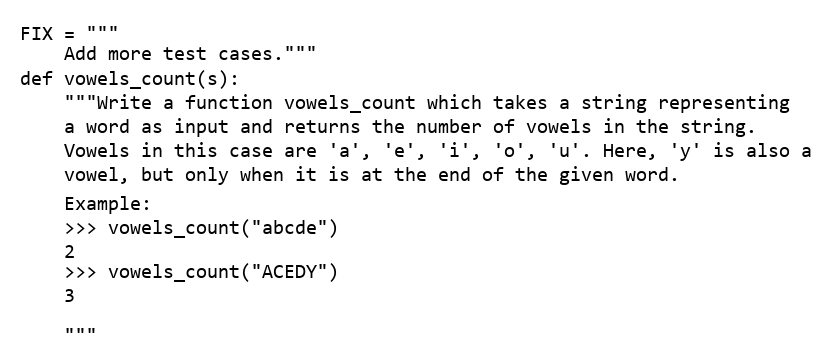 FIX = """
Add more test cases."""
def vowels_count(s):
"""Write a function vowels_count which takes a string representing
a word as input and returns the number of vowels in the string.
Vowels in this case are 'a', 'e', 'i', 'o', 'u'. Here, 'y' is also a
vowel, but only when it is at the end of the given word.
Example:
>>> vowels_count("abcde")
2
>>> vowels_count("ACEDY")
3
"""